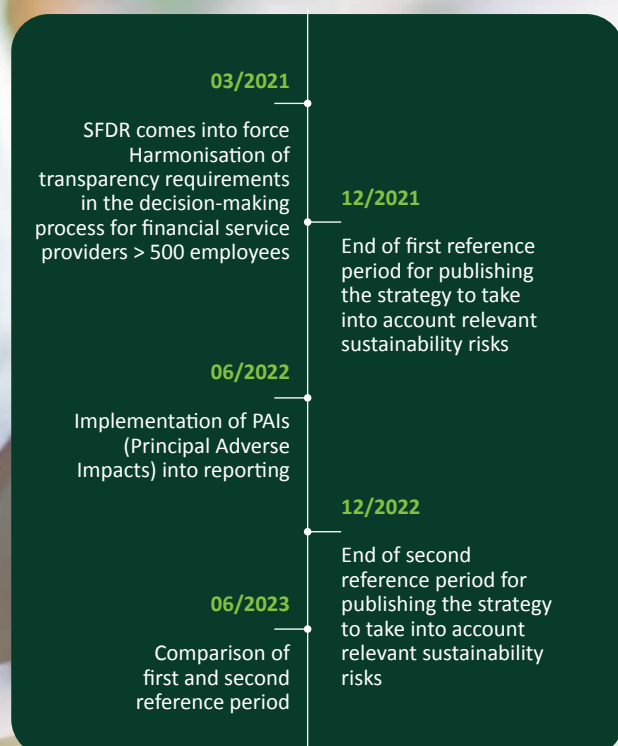 03/2021
SFDR comes into force
Harmonisation of
transparency requirements
in the decision-making
process for financial service
providers > 500 employees
12/2021
End of first reference
period for publishing
the strategy to take
into account relevant
sustainability risks
06/2022
Implementation of PAIs
(Principal Adverse
Impacts) into reporting
12/2022
End of second
reference period for
publishing the strategy
to take into account
relevant sustainability
risks
06/2023
Comparison of
first and second
reference period